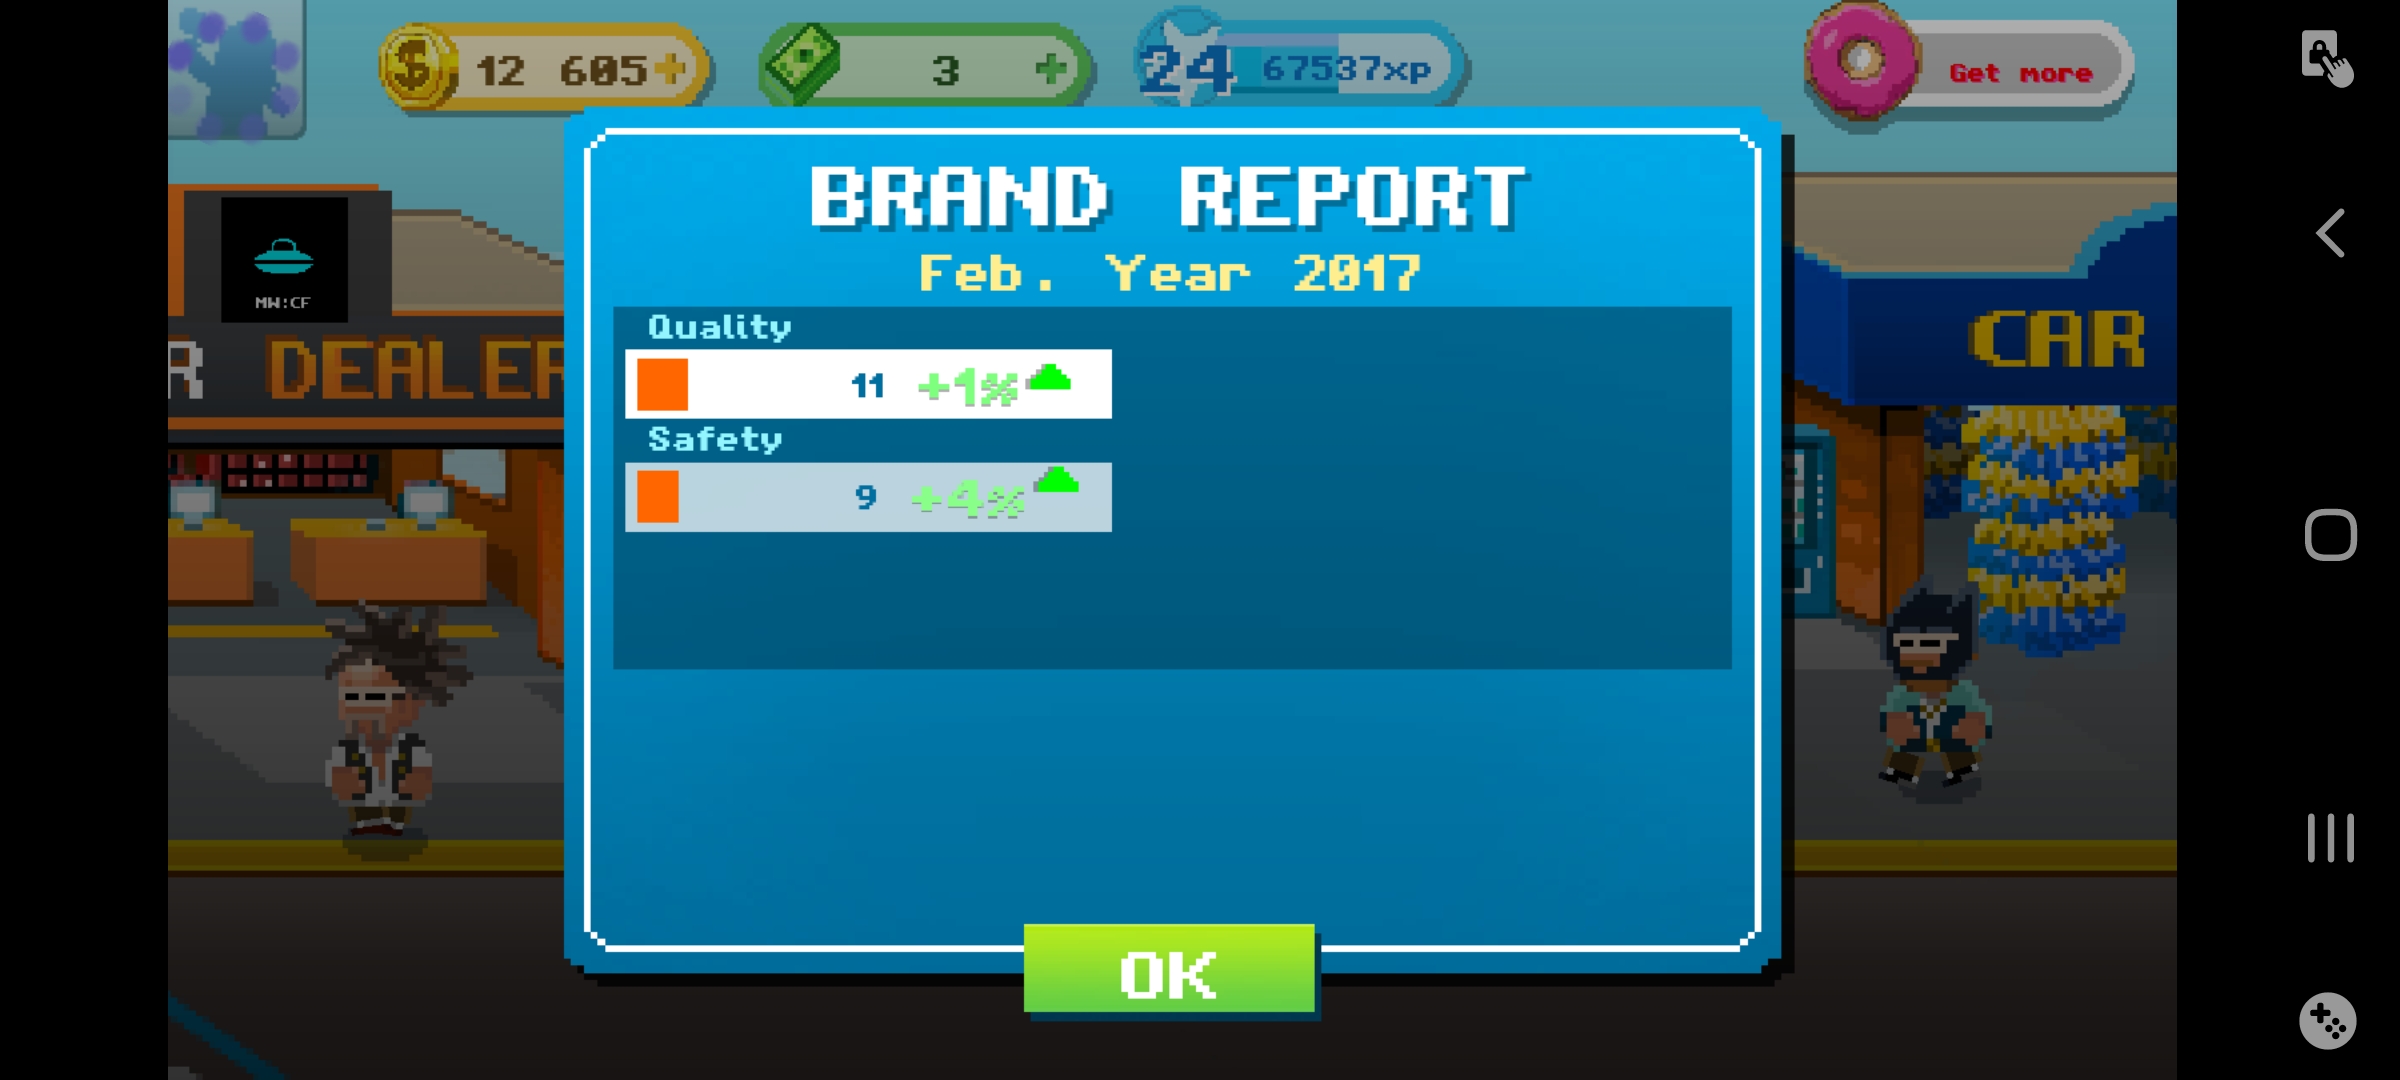 12 605 +
3 +
24 67537xp
Get more
BRAND REPORT
Feb. Year 2017
MW:CF
R DEALER
CAR
Quality
11 +1%
Safety
9 +4%
OK